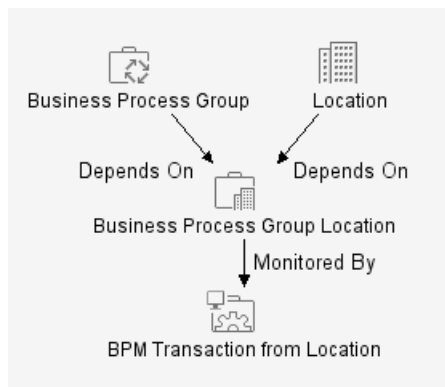 Business Process Group
Location
Depends On
Depends On
Business Process Group Location
Monitored By
BPM Transaction from Location